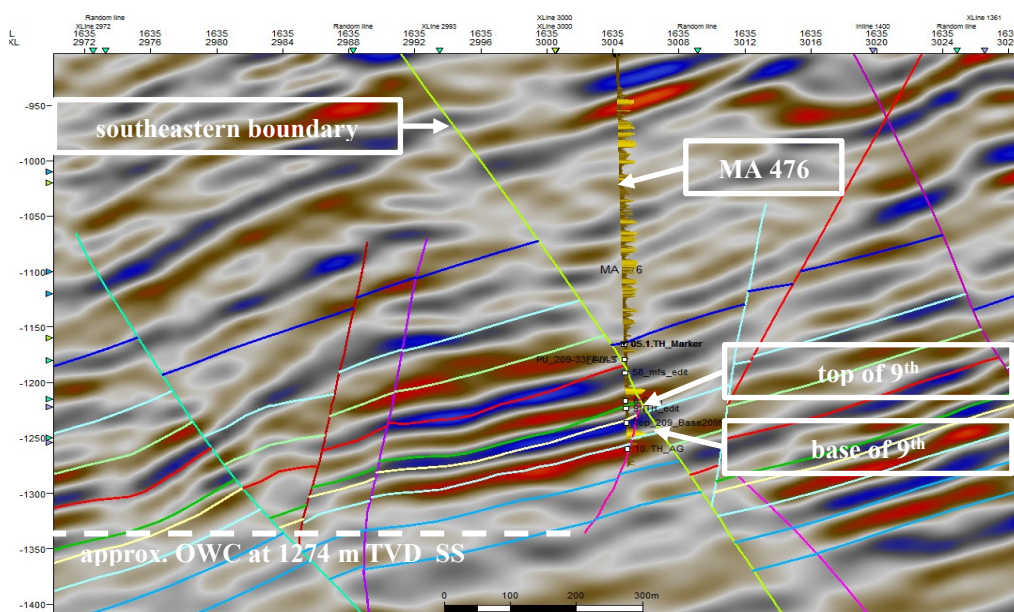 Random line
XLine 2972
Random line
XLine 2993
XLine 3000
Random line
Inline 1400
XLine 1361
Random line
1635 1635 1635 1635 1635 1635 1635 1635 1635 1635 1635 1635 1635 1635 1635
XL 2972 2976 2980 2984 2988 2992 2996 3000 3004 3008 3012 3016 3020 3024 302
-950
-1000
-1050
-1100
-1150
-1200
-1250
-1300
-1350
-1400
southeastern boundary
MA 476
MA 6
05.1.TH_Marker
58_mfs_edit
top of 9th
base of 9th
10. TH_AG
approx. OWC at 1274 m TVD SS
0 100 200 300m